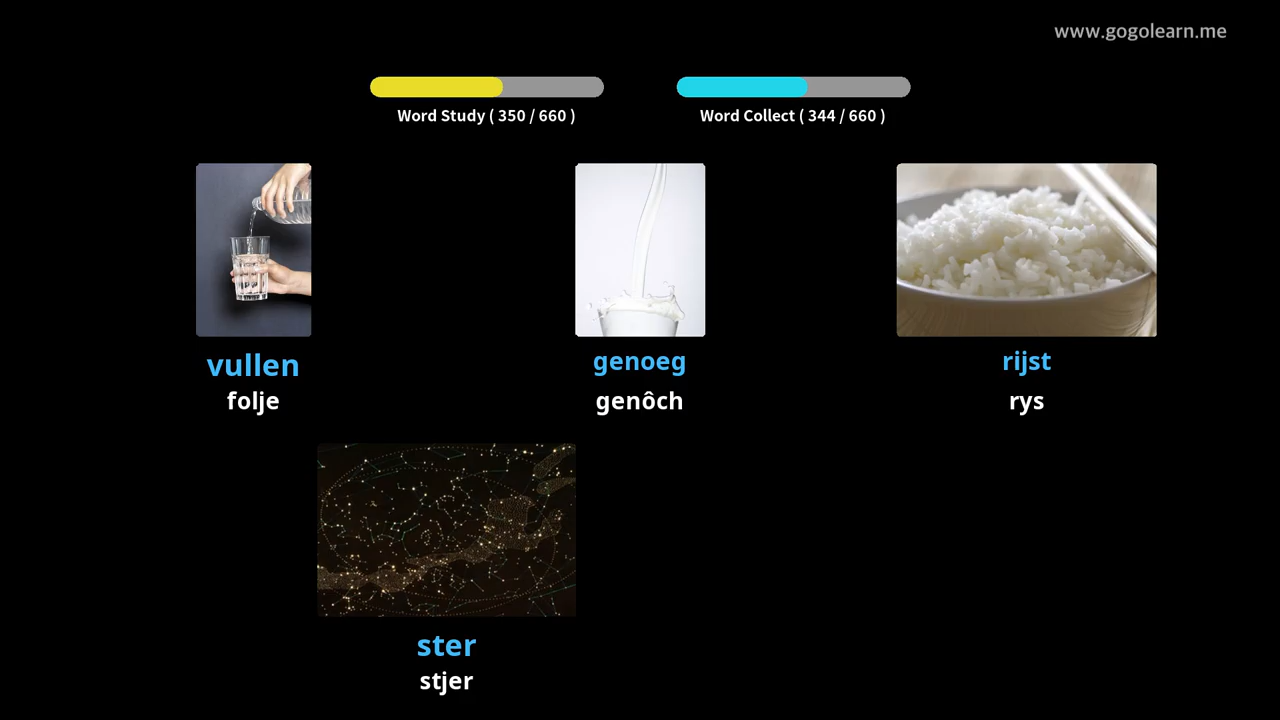 www.gogolearn.me
Word Study ( 350 / 660 )
Word Collect ( 344 / 660 )
vullen
folje
genoeg
genôch
rijst
rys
ster
stjer